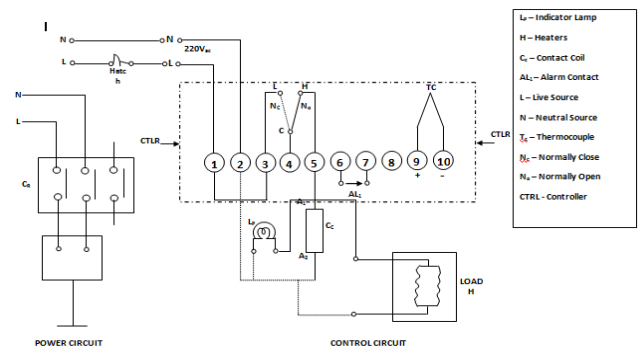 I
N N
220Vac
L L
Hatc
h
L H
TC
N
Nc No
L
C
CTLR CTLR
1 2 3 4 5 6 7 8 9 10
+ –
AL1
CR
A1
LP
CC
A2
LOAD
H
POWER CIRCUIT
CONTROL CIRCUIT
LP – Indicator Lamp
H – Heaters
Cc – Contact Coil
AL1 – Alarm Contact
L – Live Source
N – Neutral Source
TC – Thermocouple
NC – Normally Close
No – Normally Open
CTRL - Controller